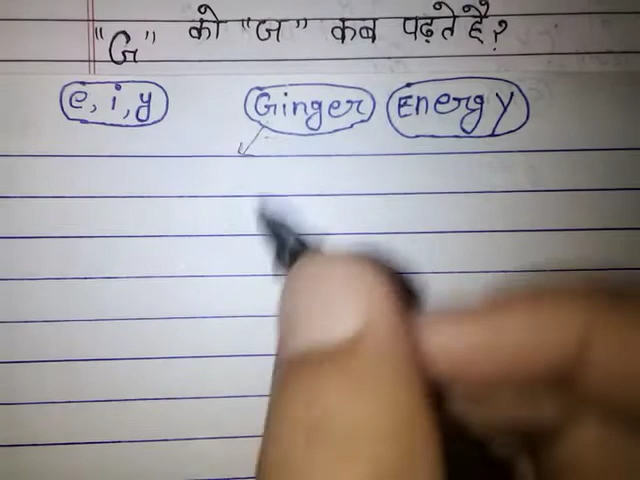 "G" को "ज" कब पढ़ते है?
e, i, y Ginger Energy